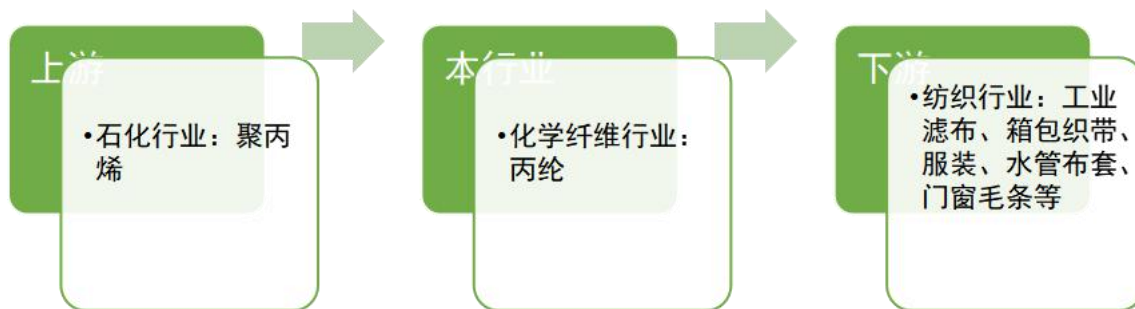 上游
•石化行业：聚丙
烯
本行业
•化学纤维行业：
丙纶
下游
•纺织行业：工业
滤布、箱包织带、
服装、水管布套、
门窗毛条等